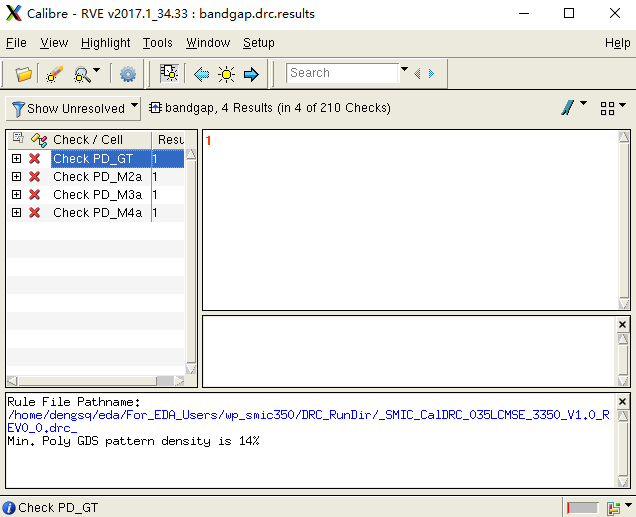 Calibre - RVE v2017.1_34.33 : bandgap.drc.results
File View Highlight Tools Window Setup Help
Search
Show Unresolved bandgap, 4 Results (in 4 of 210 Checks)
Check / Cell Resu
Check PD_GT 1
Check PD_M2a 1
Check PD_M3a 1
Check PD_M4a 1
1
Rule File Pathname:
/home/dengsq/eda/For_EDA_Users/wp_smic350/DRC_RunDir/_SMIC_CalDRC_035LCMSE_3350_V1.0_R
EV0_0.drc_
Min. Poly GDS pattern density is 14%
Check PD_GT